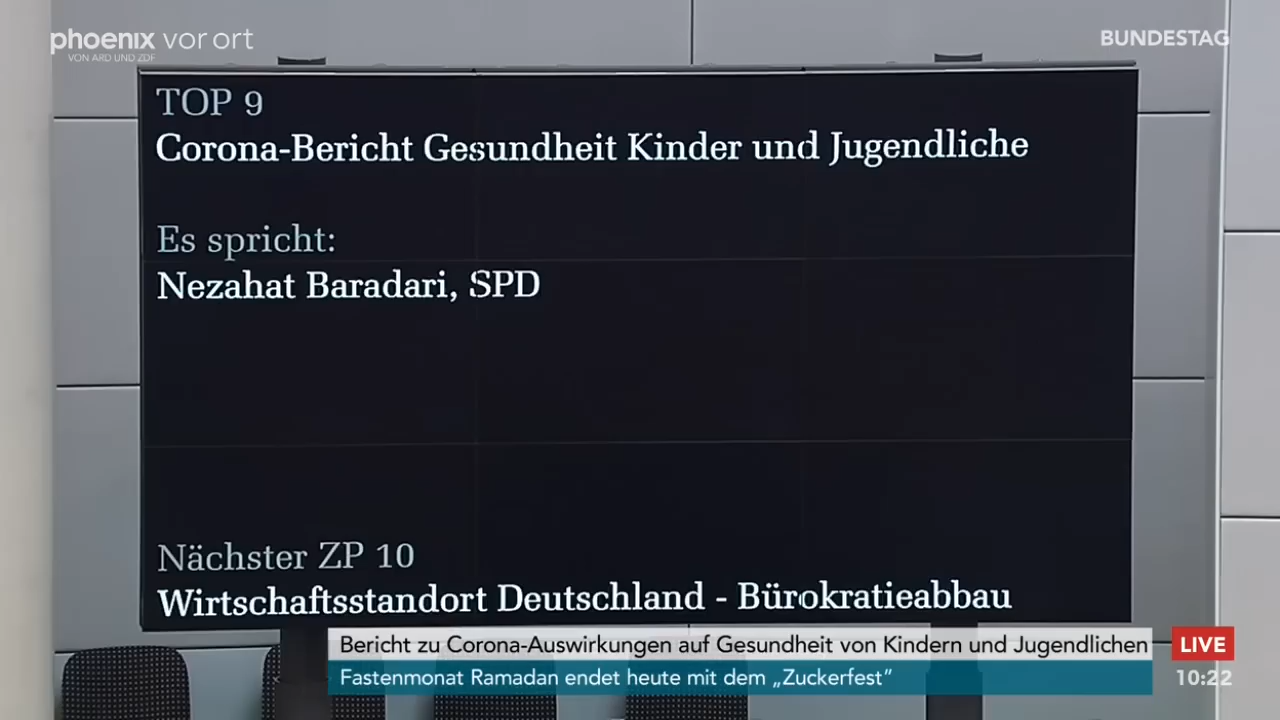 phoenix vor ort
VON ARD UND ZDF
BUNDESTAG
TOP 9
Corona-Bericht Gesundheit Kinder und Jugendliche
Es spricht:
Nezahat Baradari, SPD
Nächster ZP 10
Wirtschaftsstandort Deutschland - Bürokratieabbau
Bericht zu Corona-Auswirkungen auf Gesundheit von Kindern und Jugendlichen
LIVE
Fastenmonat Ramadan endet heute mit dem „Zuckerfest“
10:22